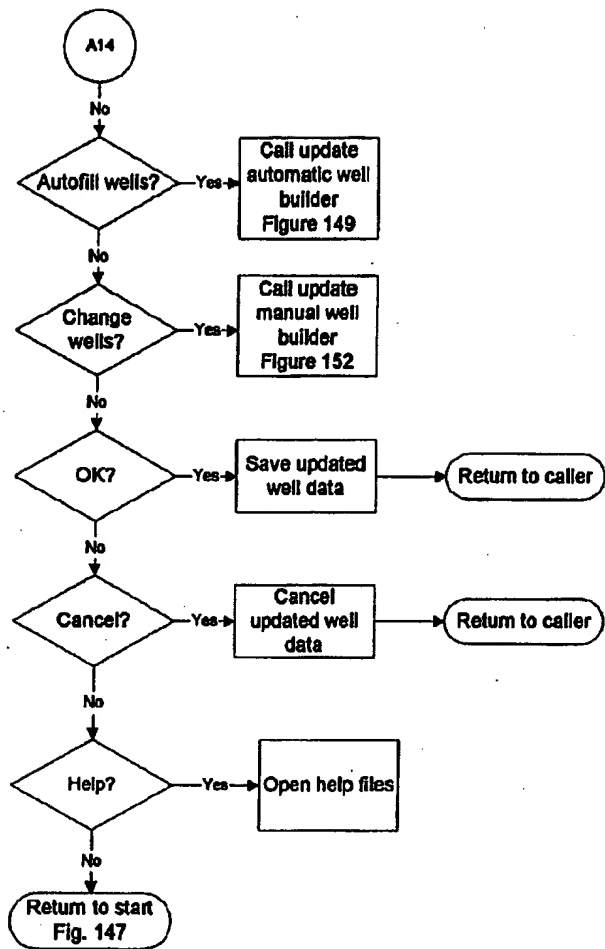 A14
No
Autofill wells?
Yes
Call update
automatic well
builder
Figure 149
No
Change
wells?
Yes
Call update
manual well
builder
Figure 152
No
OK?
Yes
Save updated
well data
Return to caller
No
Cancel?
Yes
Cancel
updated well
data
Return to caller
No
Help?
Yes
Open help files
No
Return to start
Fig. 147